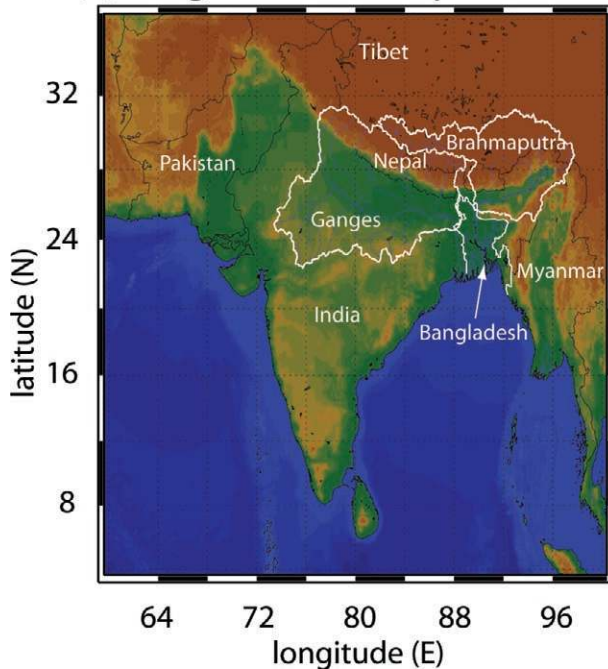 Tibet
32
Brahmaputra
Pakistan
Nepal
Ganges
24
Myanmar
India
Bangladesh
16
8
latitude (N)
64 72 80 88 96
longitude (E)